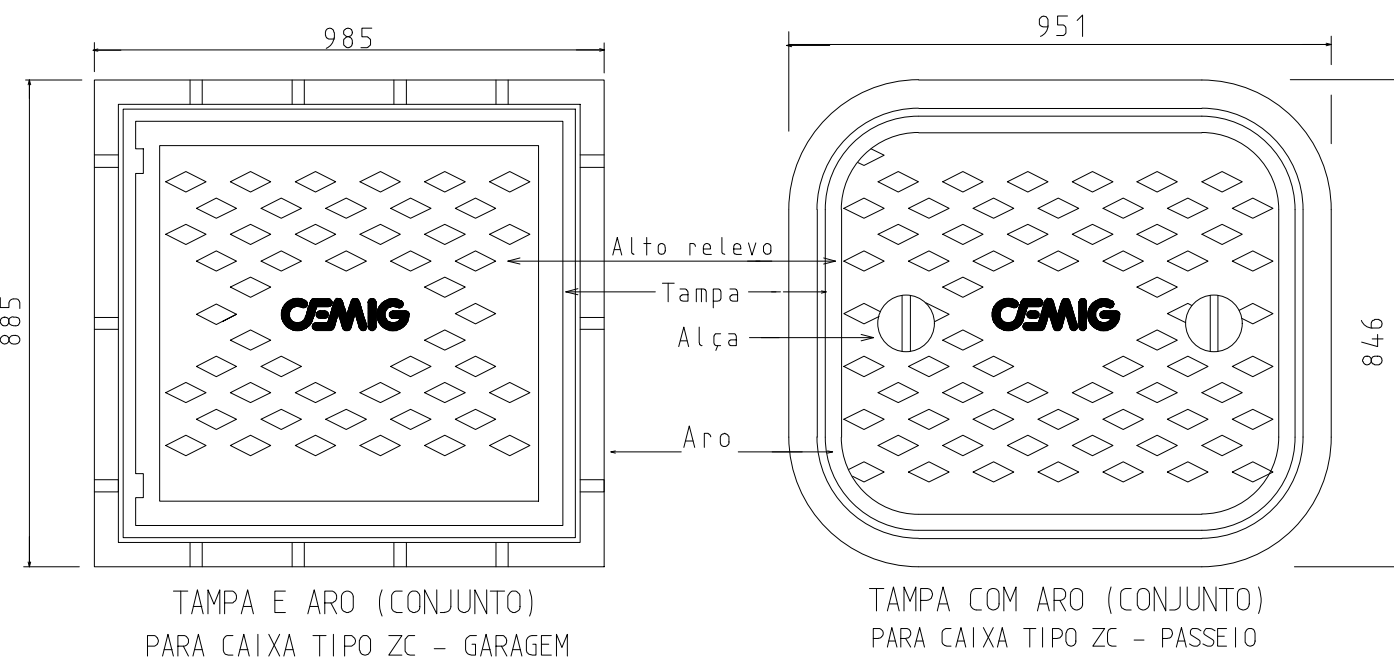 985
951
Alto relevo
Tampa
885
CEMIG
CEMIG
Alça
846
Aro
TAMPA E ARO (CONJUNTO)
PARA CAIXA TIPO ZC - GARAGEM
TAMPA COM ARO (CONJUNTO)
PARA CAIXA TIPO ZC - PASSEIO